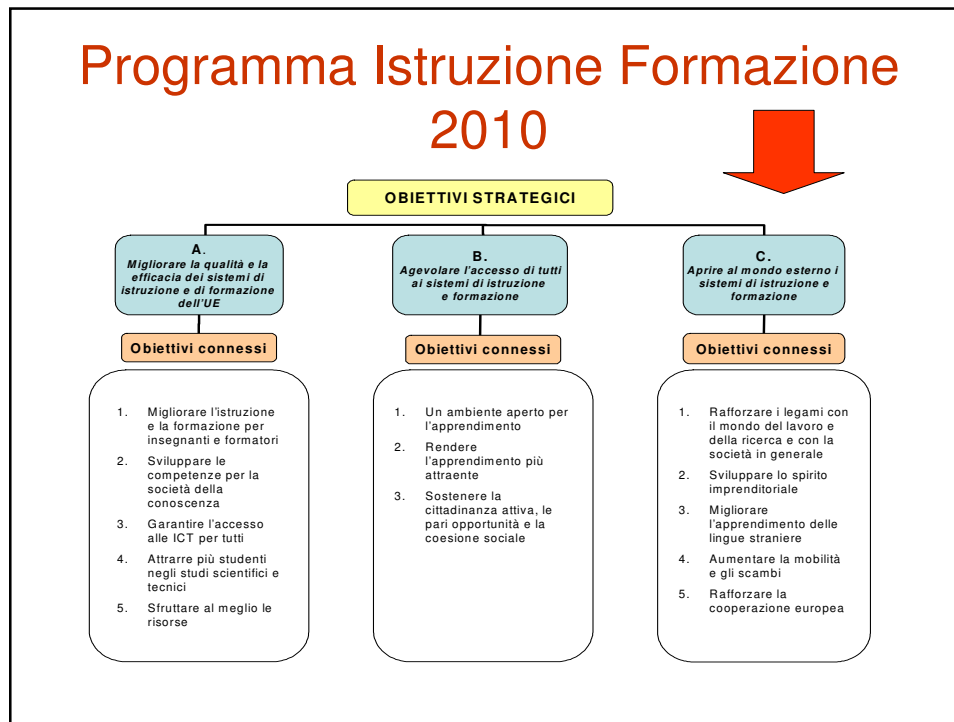 Programma Istruzione Formazione
2010
OBIETTIVI STRATEGICI
A.
Migliorare la qualità e la
efficacia dei sistemi di
istruzione e di formazione
dell'UE
Obiettivi connessi
1. Migliorare l'istruzione
e la formazione per
insegnanti e formatori
2. Sviluppare le
competenze per la
società della
conoscenza
3. Garantire l'accesso
alle ICT per tutti
4. Attrarre più studenti
negli studi scientifici e
tecnici
5. Sfruttare al meglio le
risorse
B.
Agevolare l'accesso di tutti
ai sistemi di istruzione
e formazione
Obiettivi connessi
1. Un ambiente aperto per
l'apprendimento
2. Rendere
l'apprendimento più
attraente
3. Sostenere la
cittadinanza attiva, le
pari opportunità e la
coesione sociale
C.
Aprire al mondo esterno i
sistemi di istruzione e
formazione
Obiettivi connessi
1. Rafforzare i legami con
il mondo del lavoro e
della ricerca e con la
società in generale
2. Sviluppare lo spirito
imprenditoriale
3. Migliorare
l'apprendimento delle
lingue straniere
4. Aumentare la mobilità
e gli scambi
5. Rafforzare la
cooperazione europea